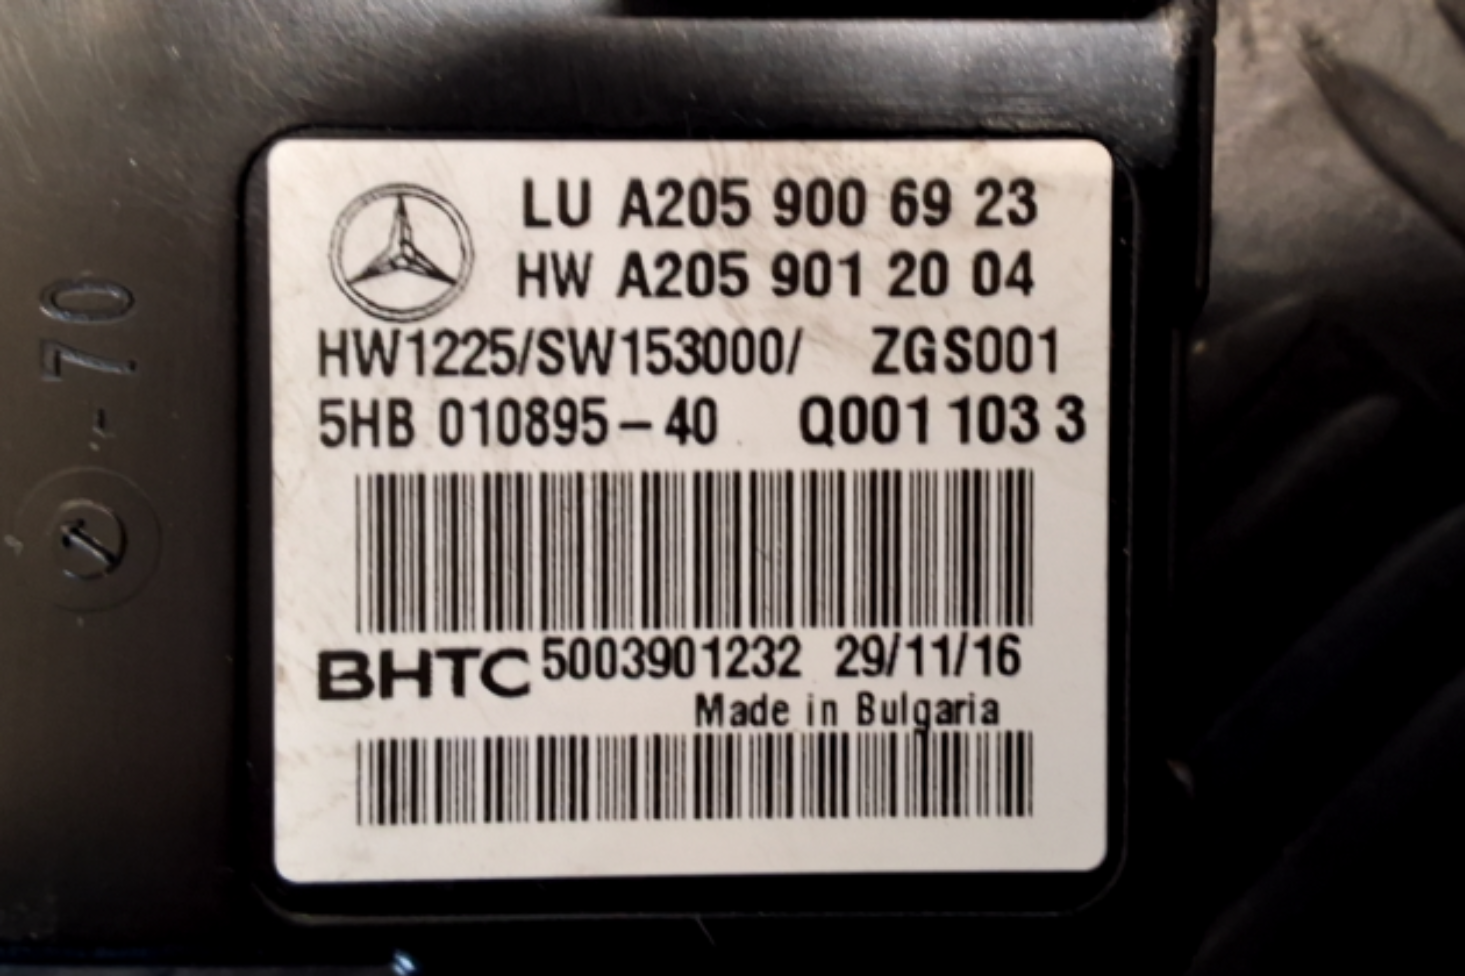 LU A205 900 69 23
HW A205 901 20 04
HW1225/SW153000/ ZGS001
5HB 010895-40 Q001 103 3
BHTC 5003901232 29/11/16
Made in Bulgaria
-70